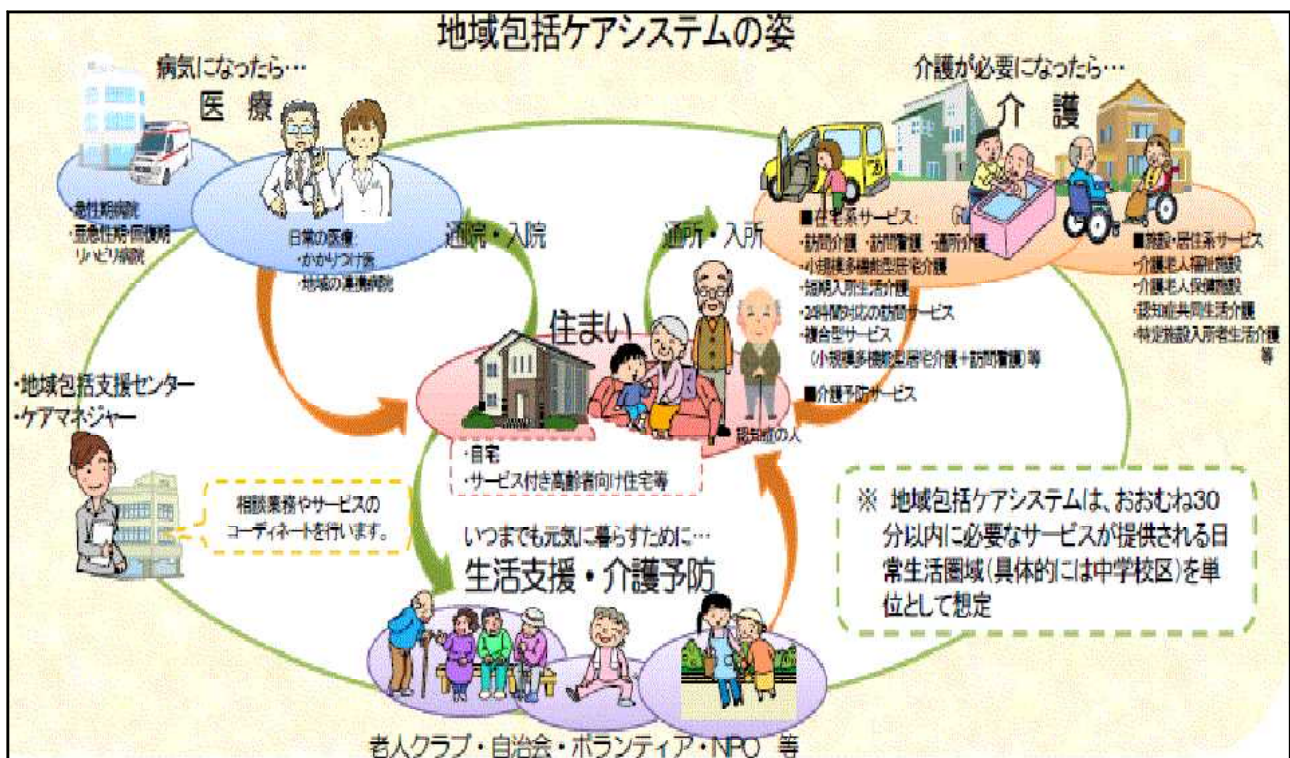 地域包括ケアシステムの姿
病気になったら…
医 療
・急性期病院
・亜急性期・回復期
リハビリ病院
日常の医療:
・かかりつけ医
・地域の連携病院
通院・入院
通所・入所
介護が必要になったら…
介 護
■在宅系サービス:
・訪問介護 ・訪問看護 ・通所介護
・小規模多機能型居宅介護
・短期入所生活介護
・24時間対応の訪問サービス
・複合型サービス
(小規模多機能型居宅介護+訪問看護)等
■介護予防サービス
■施設・居住系サービス
・介護老人福祉施設
・介護老人保健施設
・認知症共同生活介護
・特定施設入所者生活介護
等
住まい
認知症の人
・自宅
・サービス付き高齢者向け住宅等
・地域包括支援センター
・ケアマネジャー
相談業務やサービスの
コーディネートを行います。
いつまでも元気に暮らすために…
生活支援・介護予防
老人クラブ・自治会・ボランティア・NPO 等
※ 地域包括ケアシステムは、おおむね30
分以内に必要なサービスが提供される日
常生活圏域(具体的には中学校区)を単
位として想定